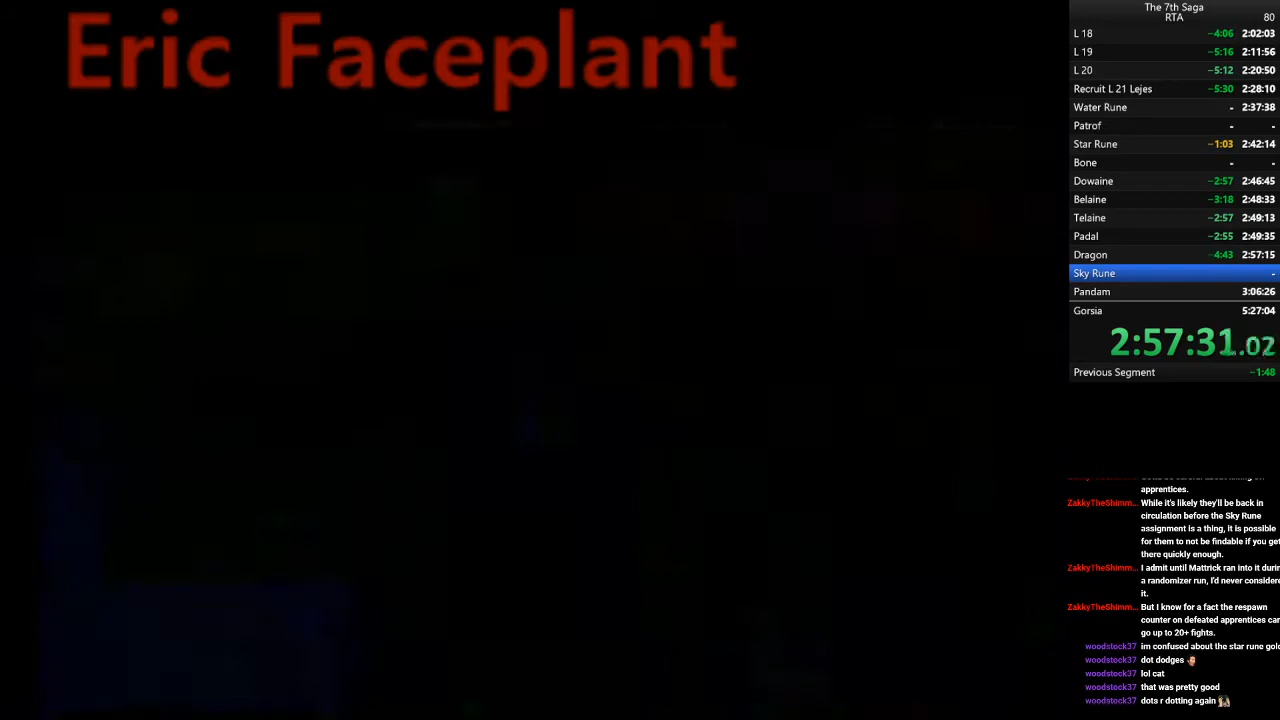 Eric Faceplant
The 7th Saga
RTA 80
L 18 -4:06 2:02:03
L 19 -5:16 2:11:56
L 20 -5:12 2:20:50
Recruit L 21 Lejes -5:30 2:28:10
Water Rune - 2:37:38
Patrof - -
Star Rune -1:03 2:42:14
Bone - -
Dowaine -2:57 2:46:45
Belaine -3:18 2:48:33
Telaine -2:57 2:49:13
Padal -2:55 2:49:35
Dragon -4:43 2:57:15
Sky Rune -
Pandam 3:06:26
Gorsia 5:27:04
2:57:31.02
Previous Segment -1:48
apprentices.
ZakkyTheShimm... While it's likely they'll be back in
circulation before the Sky Rune
assignment is a thing, it is possible
for them to not be findable if you get
there quickly enough.
ZakkyTheShimm... I admit until Mattrick ran into it durin
a randomizer run, I'd never considere
it.
ZakkyTheShimm... But I know for a fact the respawn
counter on defeated apprentices can
go up to 20+ fights.
woodstock37 im confused about the star rune gold
woodstock37 dot dodges
woodstock37 lol cat
woodstock37 that was pretty good
woodstock37 dots r dotting again